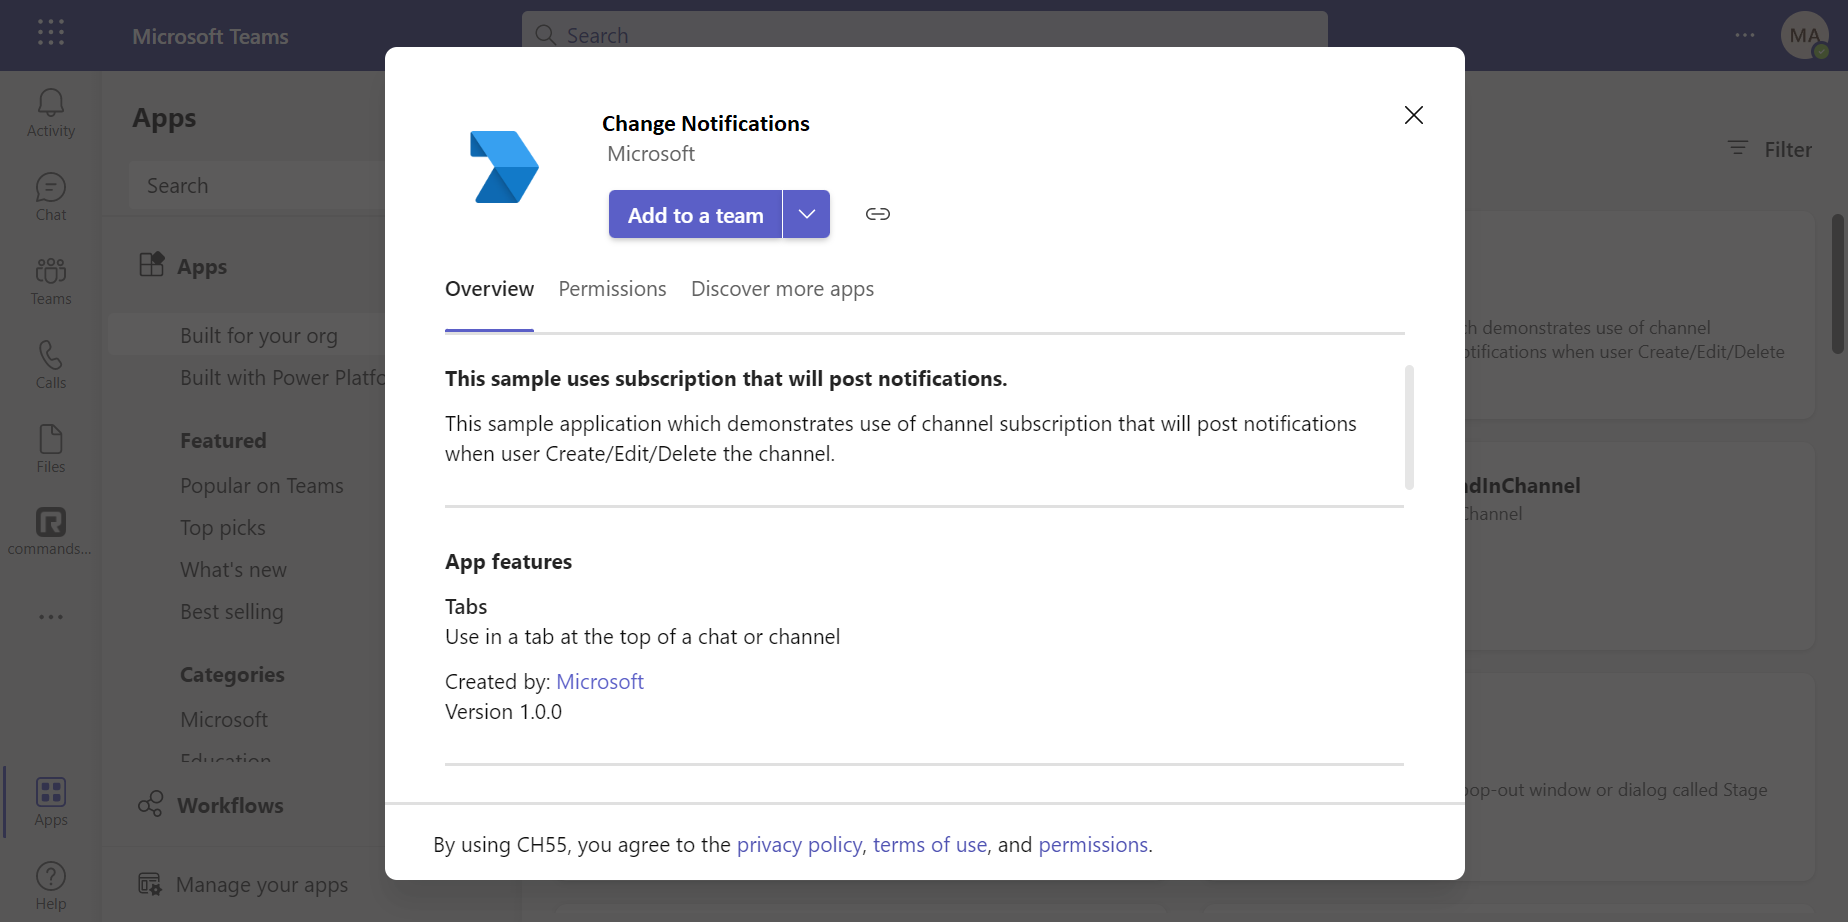 Microsoft Teams
Search
MA
Activity
Chat
Teams
Calls
Files
commands...
Apps
Help
Apps
Search
Apps
Built for your org
Built with Power Platfo
Featured
Popular on Teams
Top picks
What's new
Best selling
Categories
Microsoft
Education
Workflows
Manage your apps
Change Notifications
Microsoft
Add to a team
Overview Permissions Discover more apps
This sample uses subscription that will post notifications.
This sample application which demonstrates use of channel subscription that will post notifications
when user Create/Edit/Delete the channel.
App features
Tabs
Use in a tab at the top of a chat or channel
Created by: Microsoft
Version 1.0.0
By using CH55, you agree to the privacy policy, terms of use, and permissions.
Filter
ch demonstrates use of channel
otifications when user Create/Edit/Delete
ndInChannel
Channel
pop-out window or dialog called Stage